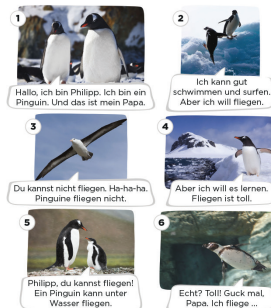 1
Hallo, ich bin Philipp. Ich bin ein
Pinguin. Und das ist mein Papa.
2
Ich kann gut
schwimmen und surfen.
Aber ich will fliegen.
3
Du kannst nicht fliegen. Ha-ha-ha.
Pinguine fliegen nicht.
4
Aber ich will es lernen.
Fliegen ist toll.
5
Philipp, du kannst fliegen!
Ein Pinguin kann unter
Wasser fliegen.
6
Echt? Toll! Guck mal,
Papa. Ich fliege ...